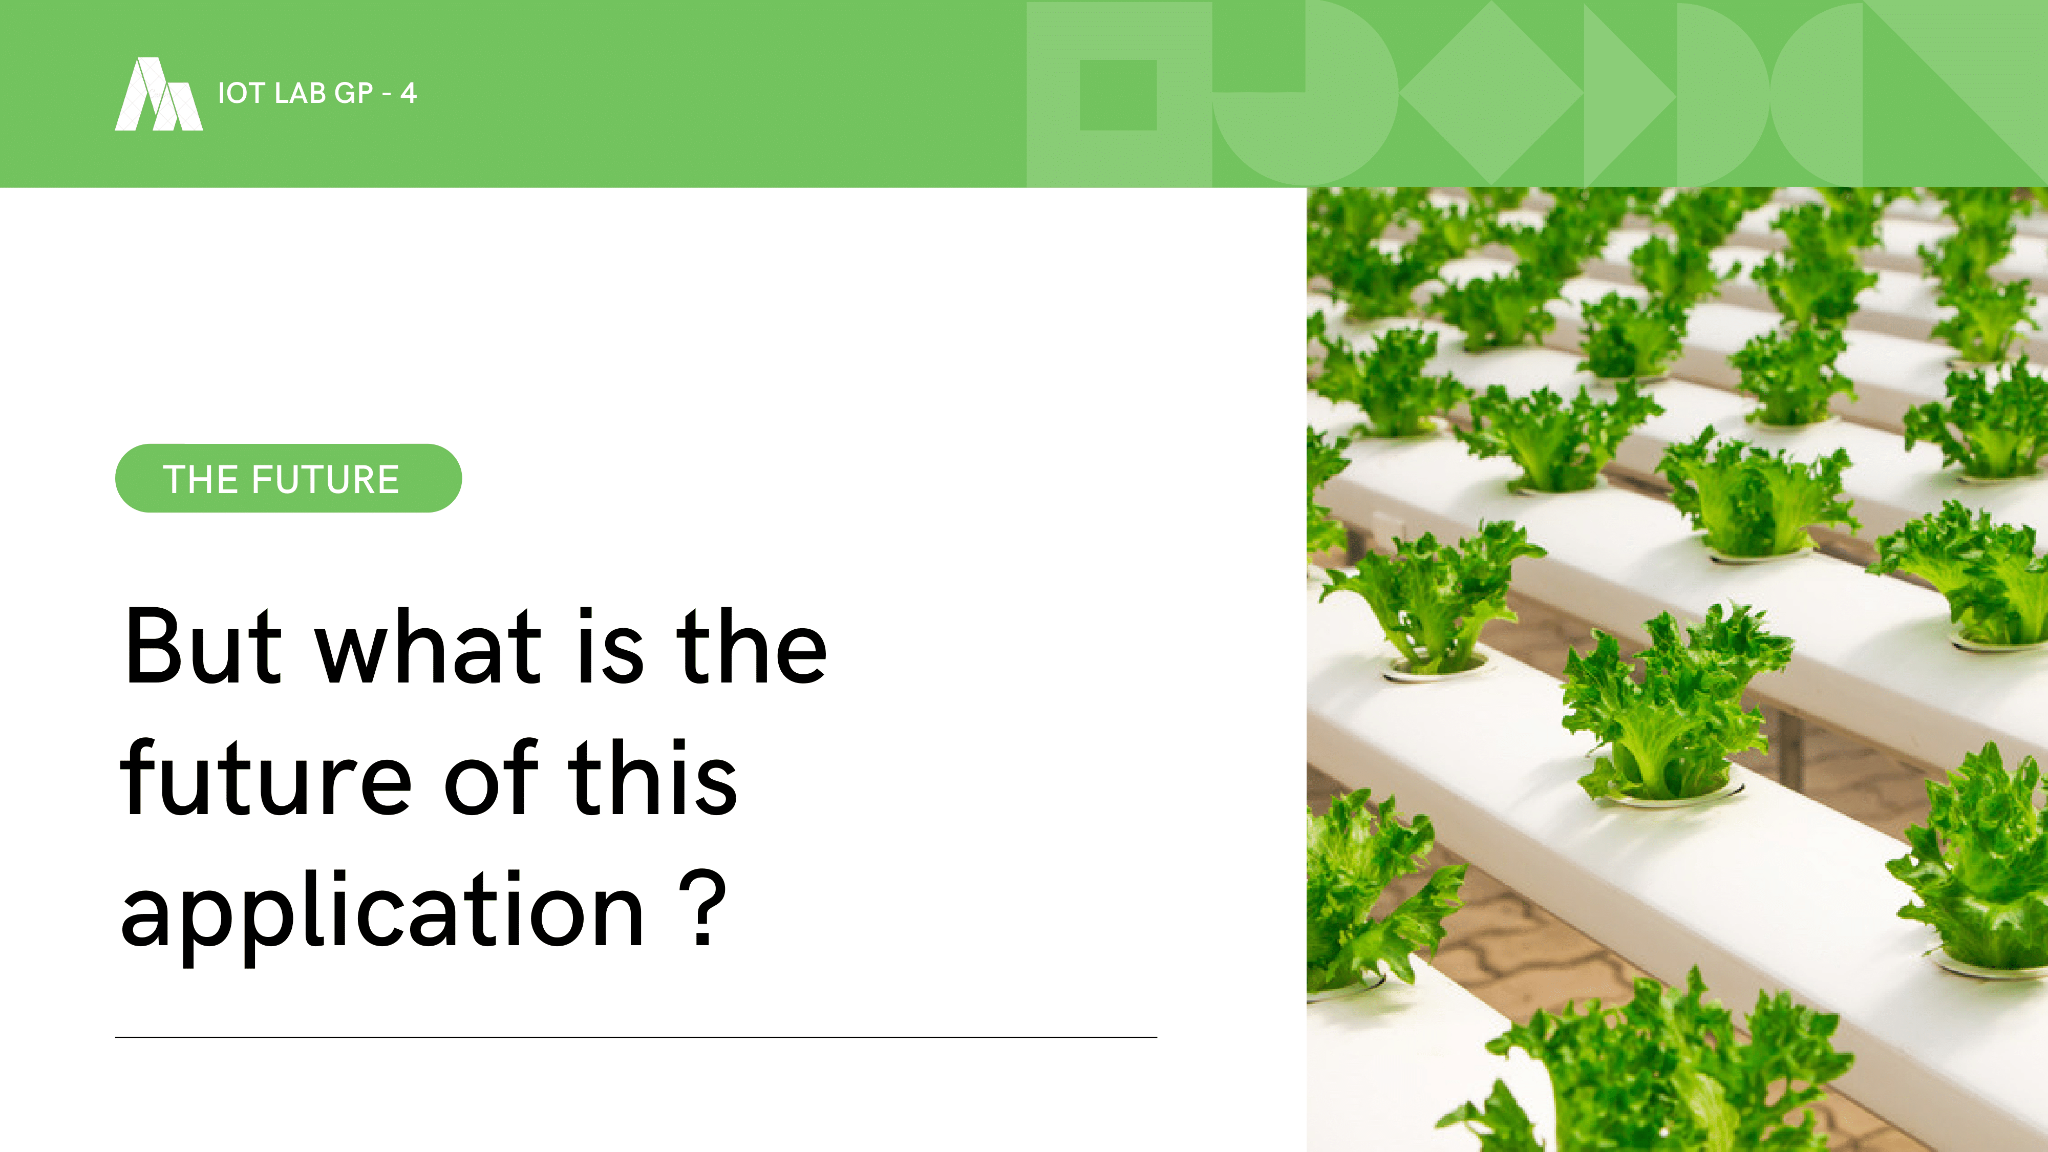 IOT LAB GP - 4
THE FUTURE
But what is the
future of this
application ?